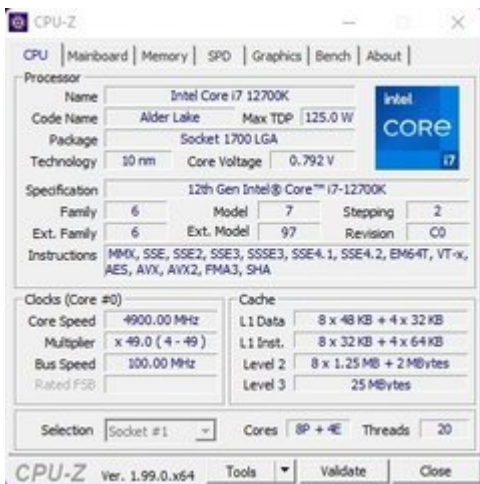 CPU-Z
CPU Mainboard Memory SPD Graphics Bench About
Processor
Name Intel Core i7 12700K
Code Name Alder Lake Max TDP 125.0 W
Package Socket 1700 LGA
Technology 10 nm Core Voltage 0.792 V
intel
CORE
i7
Specification 12th Gen Intel® Core™ i7-12700K
Family 6 Model 7 Stepping 2
Ext. Family 6 Ext. Model 97 Revision C0
Instructions MMX, SSE, SSE2, SSE3, SSSE3, SSE4.1, SSE4.2, EM64T, VT-x,
AES, AVX, AVX2, FMA3, SHA
Clocks (Core #0)
Core Speed 4900.00 MHz
Multiplier x 49.0 ( 4 - 49 )
Bus Speed 100.00 MHz
Rated FSB
Cache
L1 Data 8 x 48 KB + 4 x 32 KB
L1 Inst. 8 x 32 KB + 4 x 64 KB
Level 2 8 x 1.25 MB + 2 MBytes
Level 3 25 MBytes
Selection Socket #1 Cores 8P + 4E Threads 20
CPU-Z Ver. 1.99.0.x64 Tools Validate Close